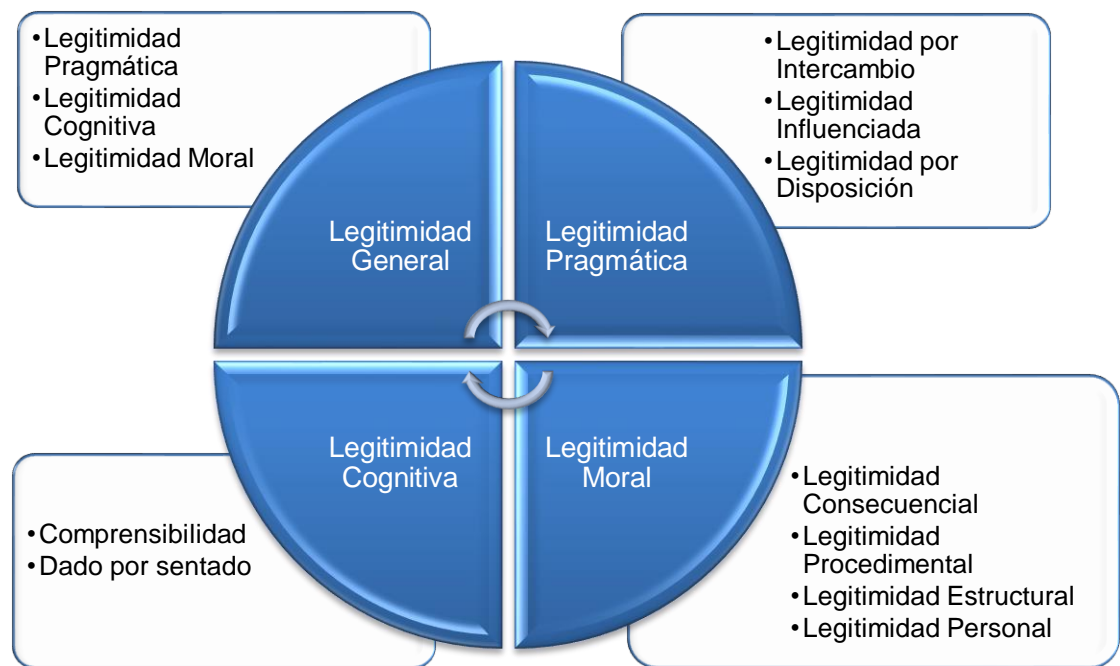 •Legitimidad
Pragmática
•Legitimidad
Cognitiva
•Legitimidad Moral
•Legitimidad por
Intercambio
•Legitimidad
Influenciada
•Legitimidad por
Disposición
Legitimidad
General
Legitimidad
Pragmática
Legitimidad
Cognitiva
Legitimidad
Moral
•Comprensibilidad
•Dado por sentado
•Legitimidad
Consecuencial
•Legitimidad
Procedimental
•Legitimidad Estructural
•Legitimidad Personal